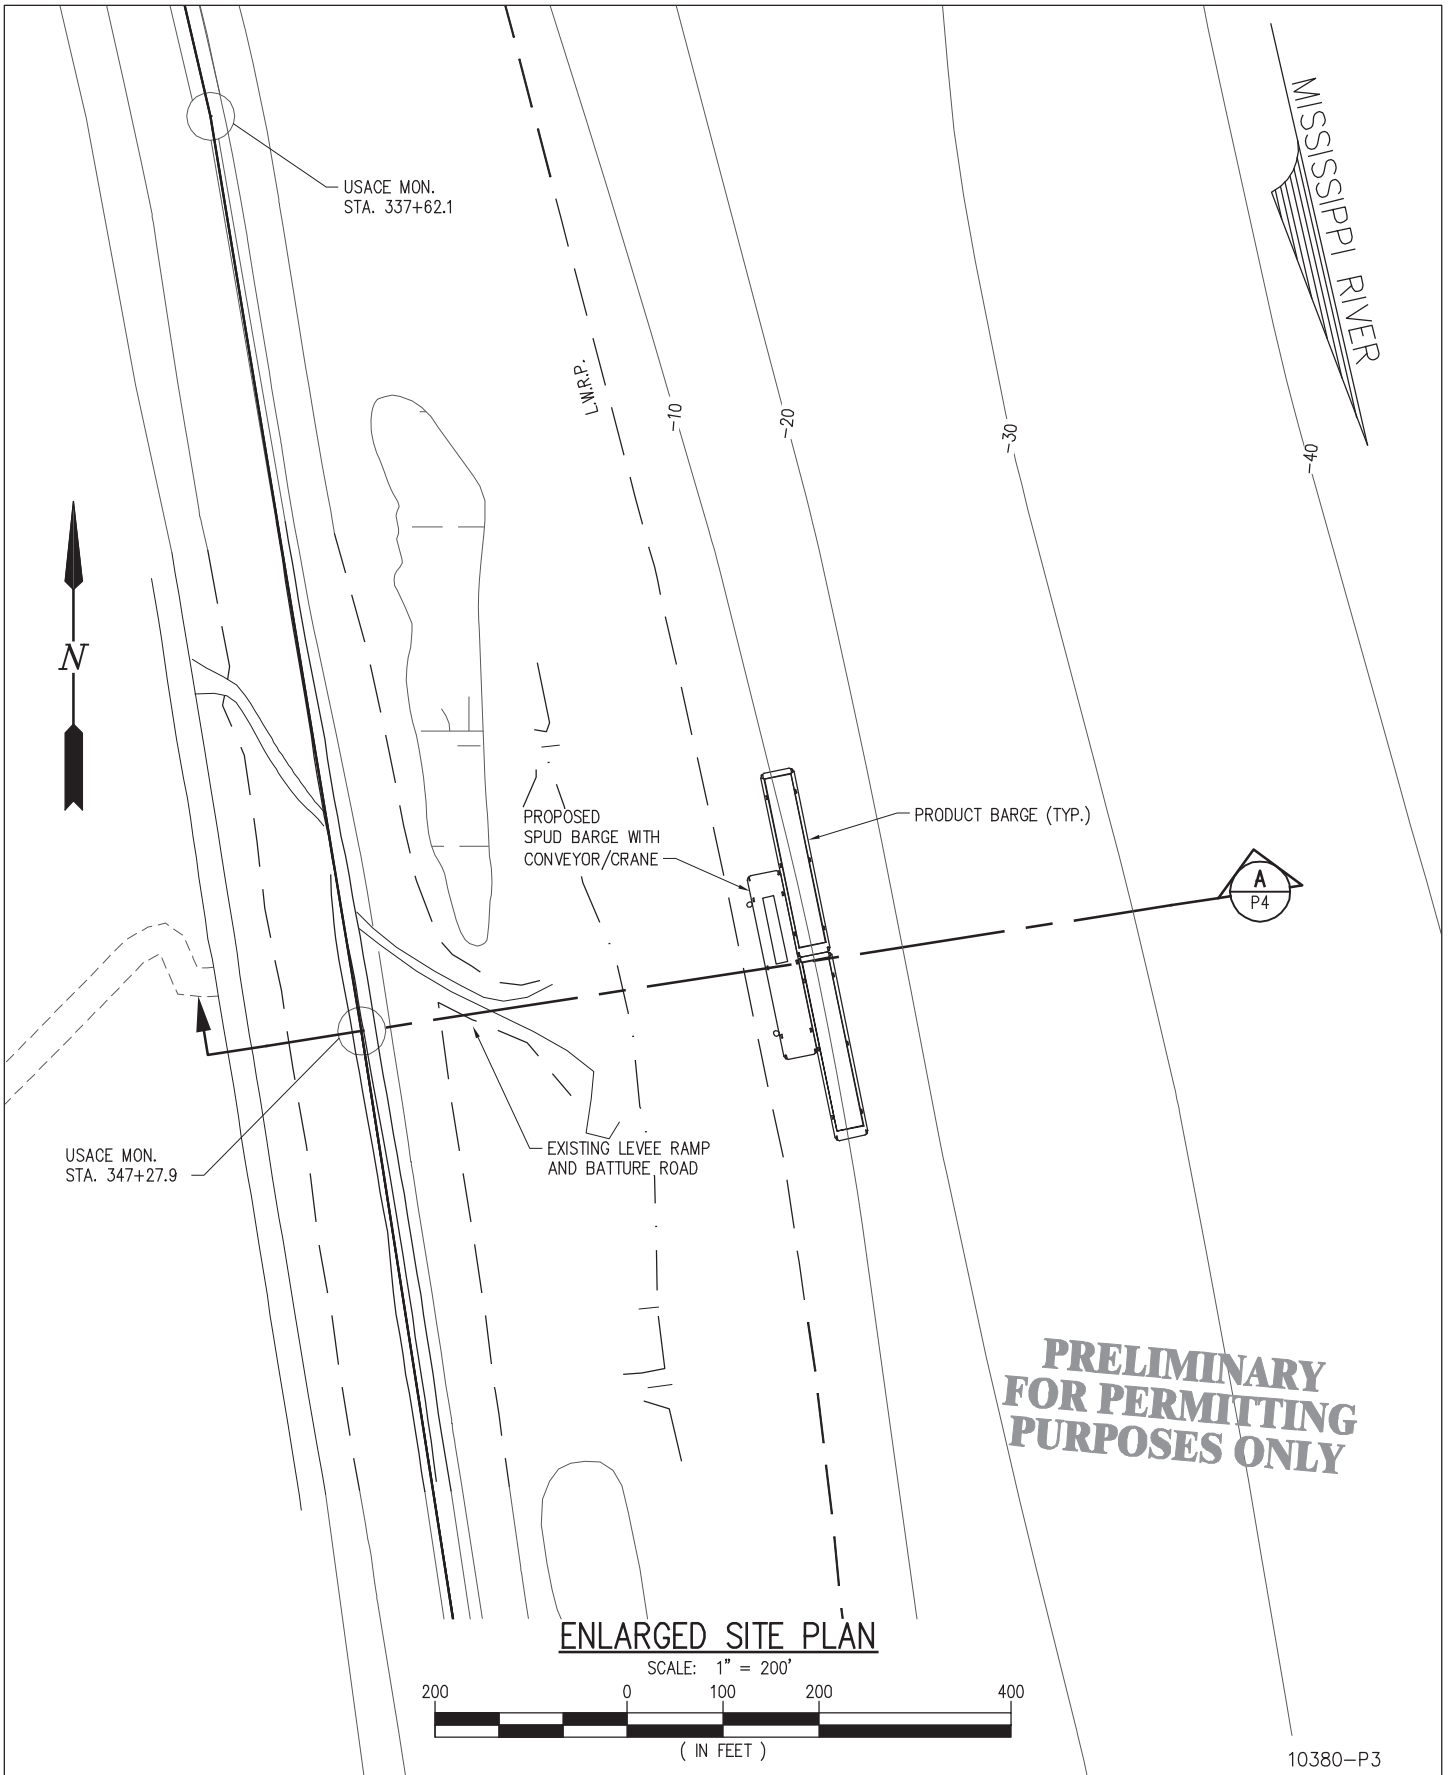 MISSISSIPPI RIVER
USACE MON.
STA. 337+62.1
L.W.R.P.
-10
-20
-30
-40
N
PROPOSED
SPUD BARGE WITH
CONVEYOR/CRANE
PRODUCT BARGE (TYP.)
A
P4
USACE MON.
STA. 347+27.9
EXISTING LEVEE RAMP
AND BATTURE ROAD
PRELIMINARY
FOR PERMITTING
PURPOSES ONLY
ENLARGED SITE PLAN
SCALE: 1" = 200'
200 0 100 200 400
( IN FEET )
10380-P3